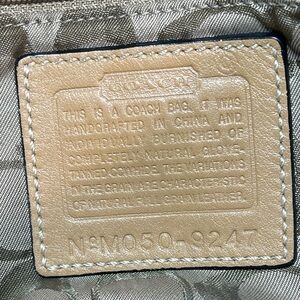 COACH
THIS IS A COACH BAG. IT WAS
HANDCRAFTED IN CHINA AND
INDIVIDUALLY BURNISHED OF
COMPLETELY NATURAL GLOVE-
TANNED COWHIDE. THE VARIATIONS
IN THE GRAIN ARE CHARACTERISTIC
OF NATURAL FULL GRAIN LEATHER.
Nº M050-9247